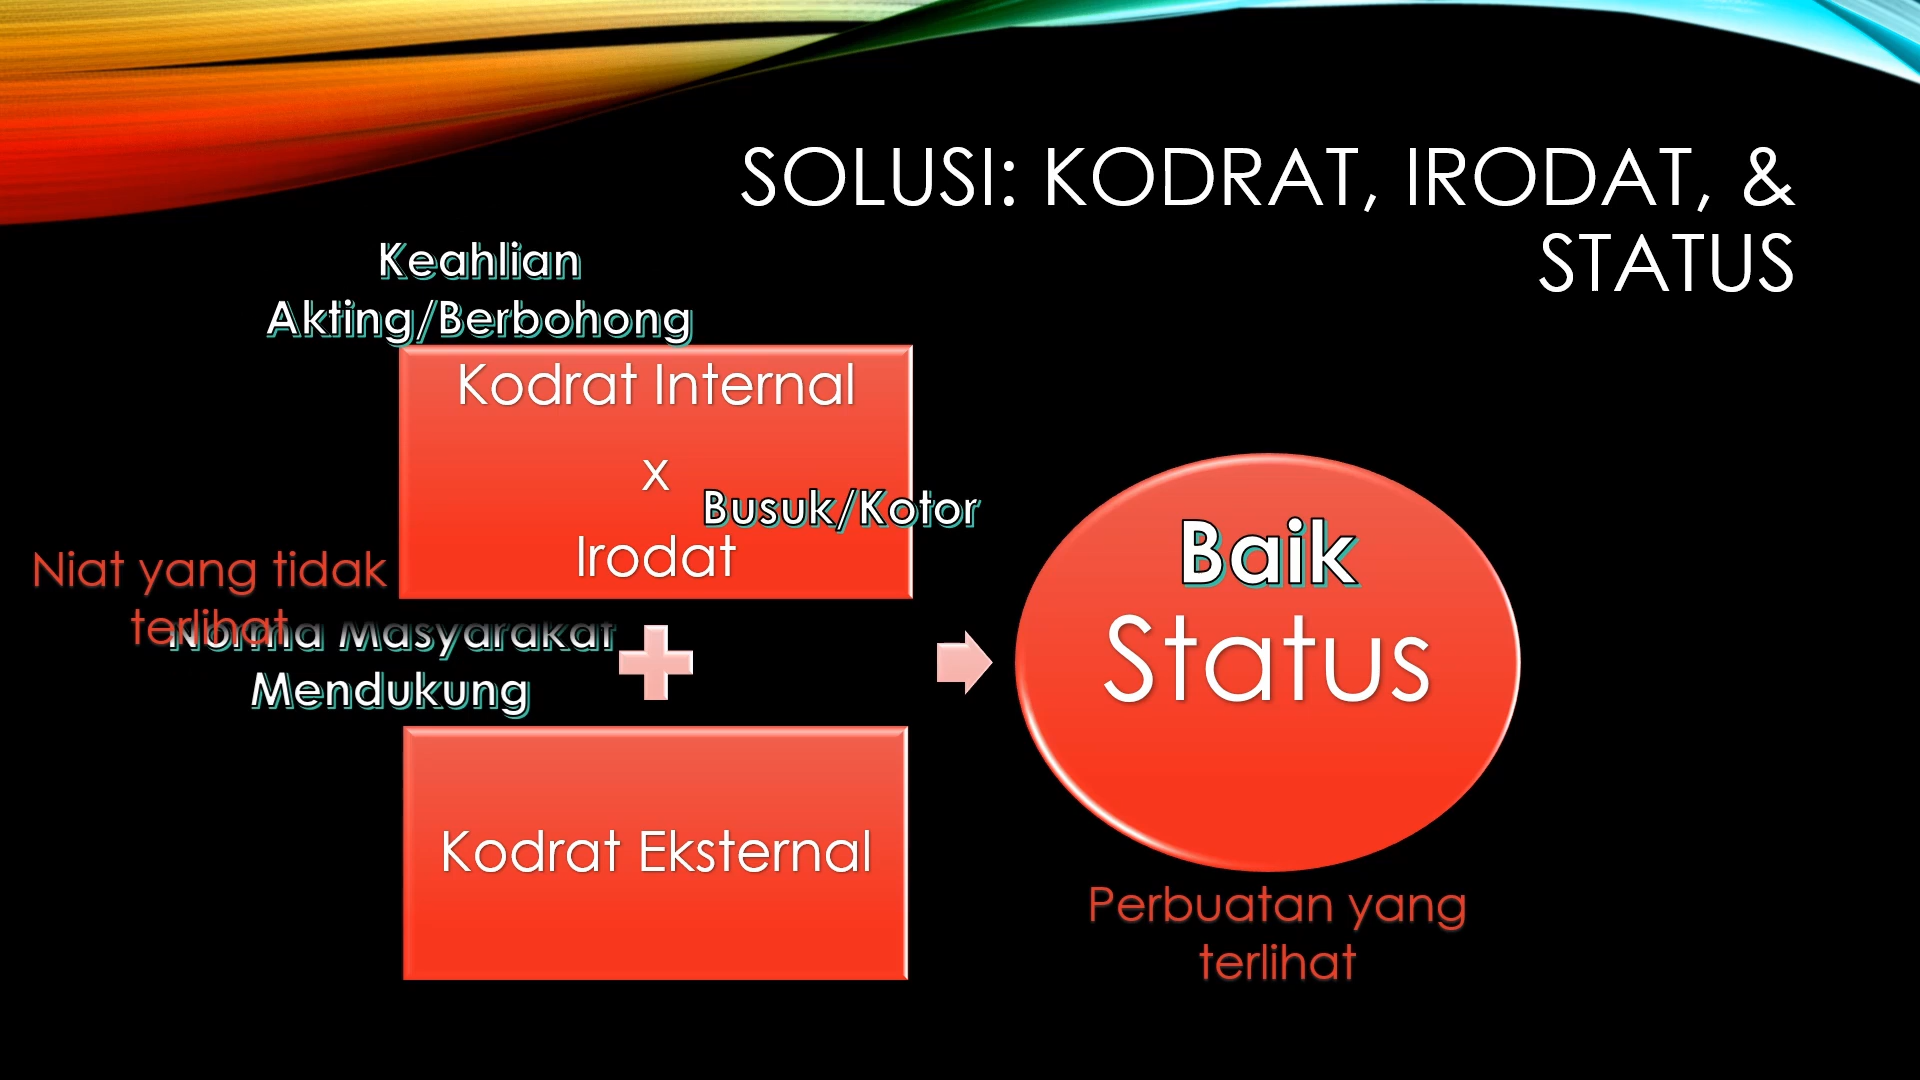 SOLUSI: KODRAT, IRODAT, &
STATUS
Keahlian
Akting/Berbohong
Kodrat Internal
x
Busuk/Kotor
Irodat
Niat yang tidak
terlihat
Norma Masyarakat
Mendukung
Kodrat Eksternal
Baik
Status
Perbuatan yang
terlihat